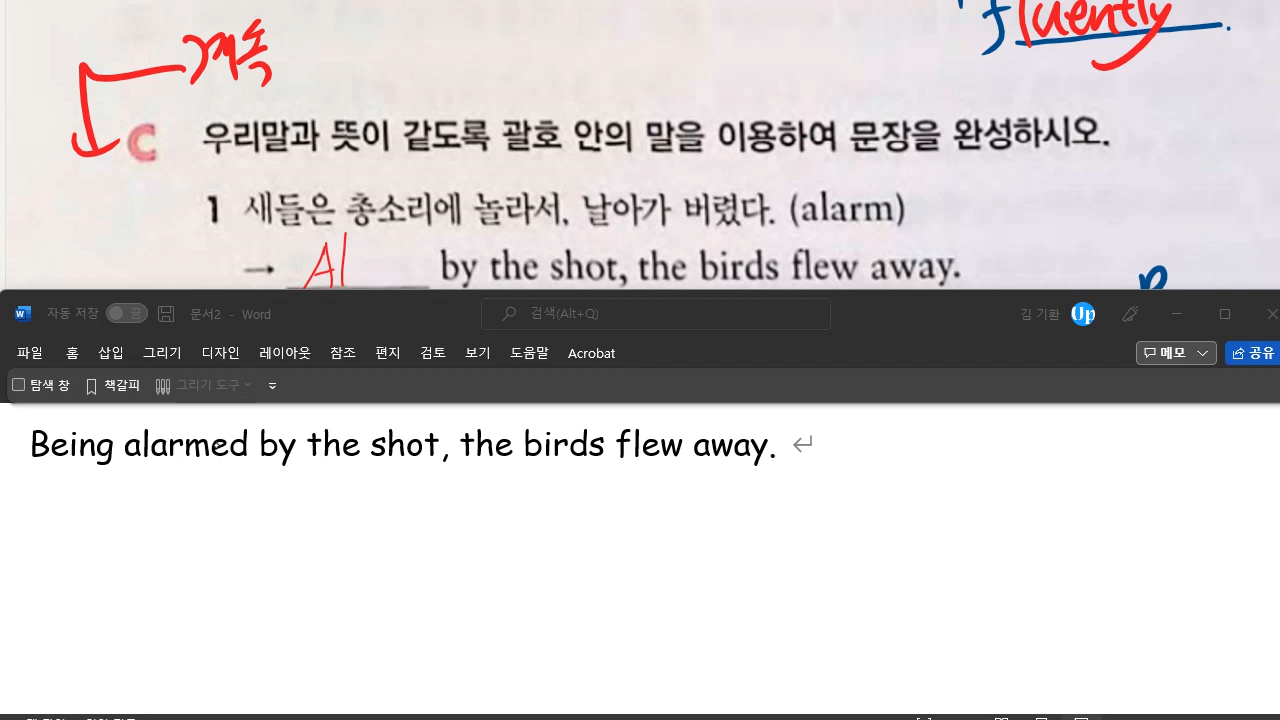 fluently.
계속
C 우리말과 뜻이 같도록 괄호 안의 말을 이용하여 문장을 완성하시오.
1 새들은 총소리에 놀라서, 날아가 버렸다. (alarm)
→ Al by the shot, the birds flew away.
자동 저장 끔 문서2 - Word 검색(Alt+Q) 김 기환 Up
파일 홈 삽입 그리기 디자인 레이아웃 참조 편지 검토 보기 도움말 Acrobat 메모 공유
탐색 창 책갈피 그리기 도구
Being alarmed by the shot, the birds flew away. ↵